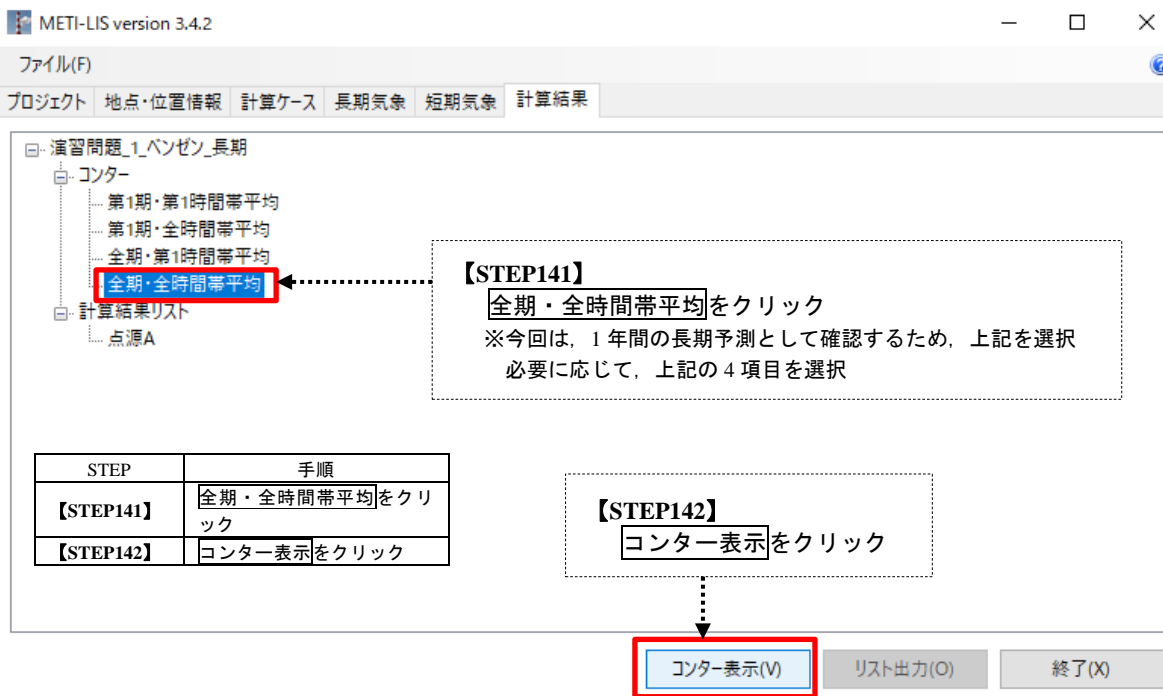 METI-LIS version 3.4.2
ファイル(F)
プロジェクト 地点・位置情報 計算ケース 長期気象 短期気象 計算結果
演習問題_1_ベンゼン_長期
コンター
第1期・第1時間帯平均
第1期・全時間帯平均
全期・第1時間帯平均
全期・全時間帯平均
計算結果リスト
点源A
【STEP141】
全期・全時間帯平均をクリック
※今回は，1年間の長期予測として確認するため，上記を選択
必要に応じて，上記の4項目を選択
STEP 手順
【STEP141】 全期・全時間帯平均をクリ
ック
【STEP142】 コンター表示をクリック
【STEP142】
コンター表示をクリック
コンター表示(V) リスト出力(O) 終了(X)